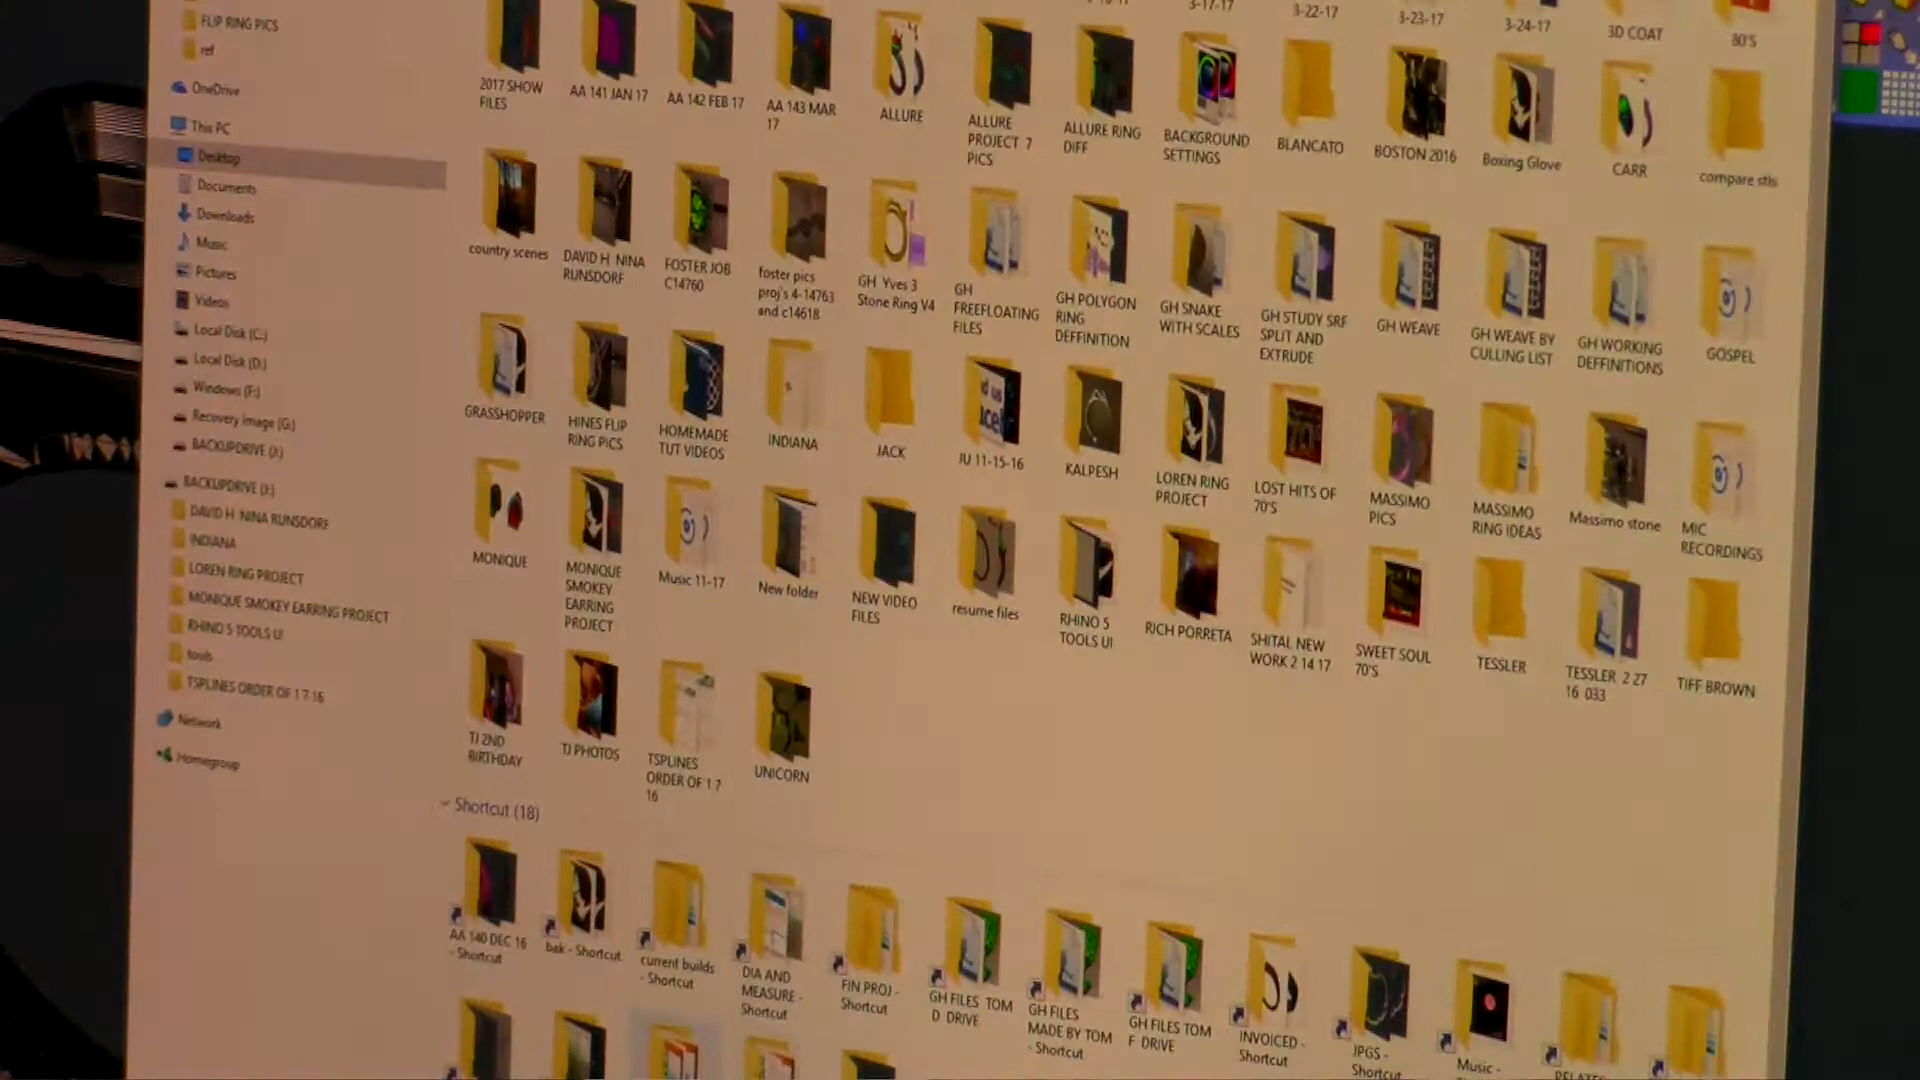 FLIP RING PICS
ref
OneDrive
This PC
Desktop
Documents
Downloads
Music
Pictures
Videos
Local Disk (C:)
Local Disk (D:)
Windows (F:)
Recovery Image (G:)
BACKUPDRIVE (J:)
BACKUPDRIVE (J:)
DAVID H NINA RUNSDORF
INDIANA
LOREN RING PROJECT
MONIQUE SMOKEY EARRING PROJECT
RHINO 5 TOOLS UI
tools
TSPLINES ORDER OF 1 7 16
Network
Homegroup
3-17-17
3-22-17
3-23-17
3-24-17
3D COAT
80'S
2017 SHOW
FILES
AA 141 JAN 17
AA 142 FEB 17
AA 143 MAR
17
ALLURE
ALLURE
PROJECT 7
PICS
ALLURE RING
DIFF
BACKGROUND
SETTINGS
BLANCATO
BOSTON 2016
Boxing Glove
CARR
compare stls
country scenes
DAVID H NINA
RUNSDORF
FOSTER JOB
C14760
foster pics
proj's 4-14763
and c14618
GH Yves 3
Stone Ring V4
GH
FREEFLOATING
FILES
GH POLYGON
RING
DEFFINITION
GH SNAKE
WITH SCALES
GH STUDY SRF
SPLIT AND
EXTRUDE
GH WEAVE
GH WEAVE BY
CULLING LIST
GH WORKING
DEFFINITIONS
GOSPEL
GRASSHOPPER
HINES FLIP
RING PICS
HOMEMADE
TUT VIDEOS
INDIANA
JACK
JU 11-15-16
KALPESH
LOREN RING
PROJECT
LOST HITS OF
70'S
MASSIMO
PICS
MASSIMO
RING IDEAS
Massimo stone
MIC
RECORDINGS
MONIQUE
MONIQUE
SMOKEY
EARRING
PROJECT
Music 11-17
New folder
NEW VIDEO
FILES
resume files
RHINO 5
TOOLS UI
RICH PORRETA
SHITAL NEW
WORK 2 14 17
SWEET SOUL
70'S
TESSLER
TESSLER 2 27
16 033
TIFF BROWN
TJ 2ND
BIRTHDAY
TJ PHOTOS
TSPLINES
ORDER OF 1 7
16
UNICORN
Shortcut (18)
AA 140 DEC 16
- Shortcut
bak - Shortcut
current builds
- Shortcut
DIA AND
MEASURE -
Shortcut
FIN PROJ -
Shortcut
GH FILES TOM
D DRIVE
GH FILES
MADE BY TOM
- Shortcut
GH FILES TOM
F DRIVE
INVOICED -
Shortcut
JPGS -
Shortcut
Music -